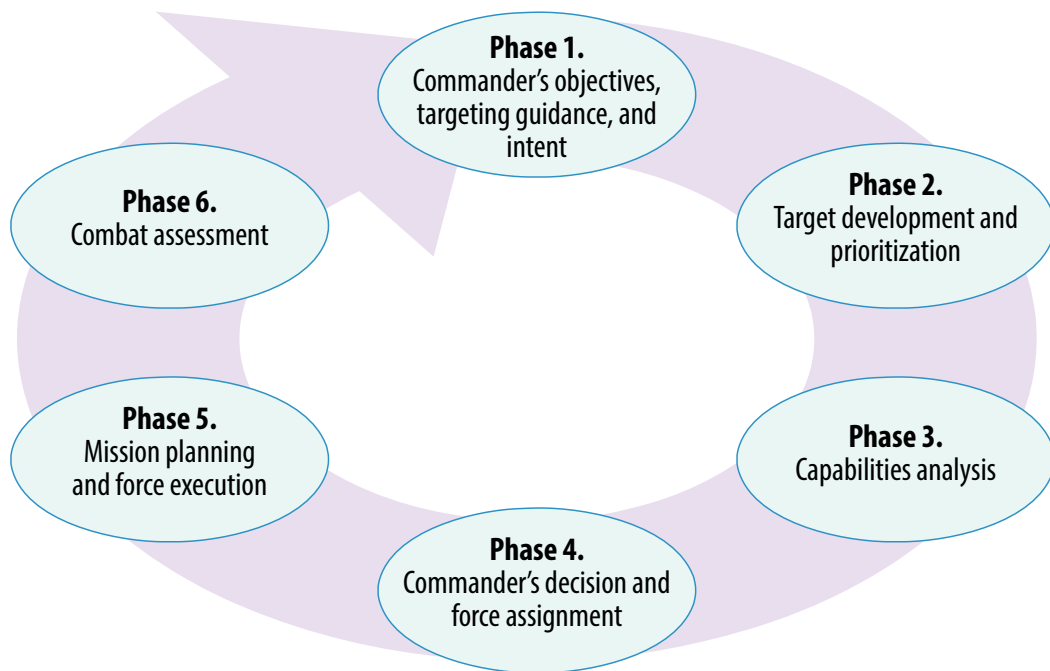 Phase 1.
Commander’s objectives,
targeting guidance, and
intent
Phase 2.
Target development and
prioritization
Phase 3.
Capabilities analysis
Phase 4.
Commander’s decision and
force assignment
Phase 5.
Mission planning
and force execution
Phase 6.
Combat assessment